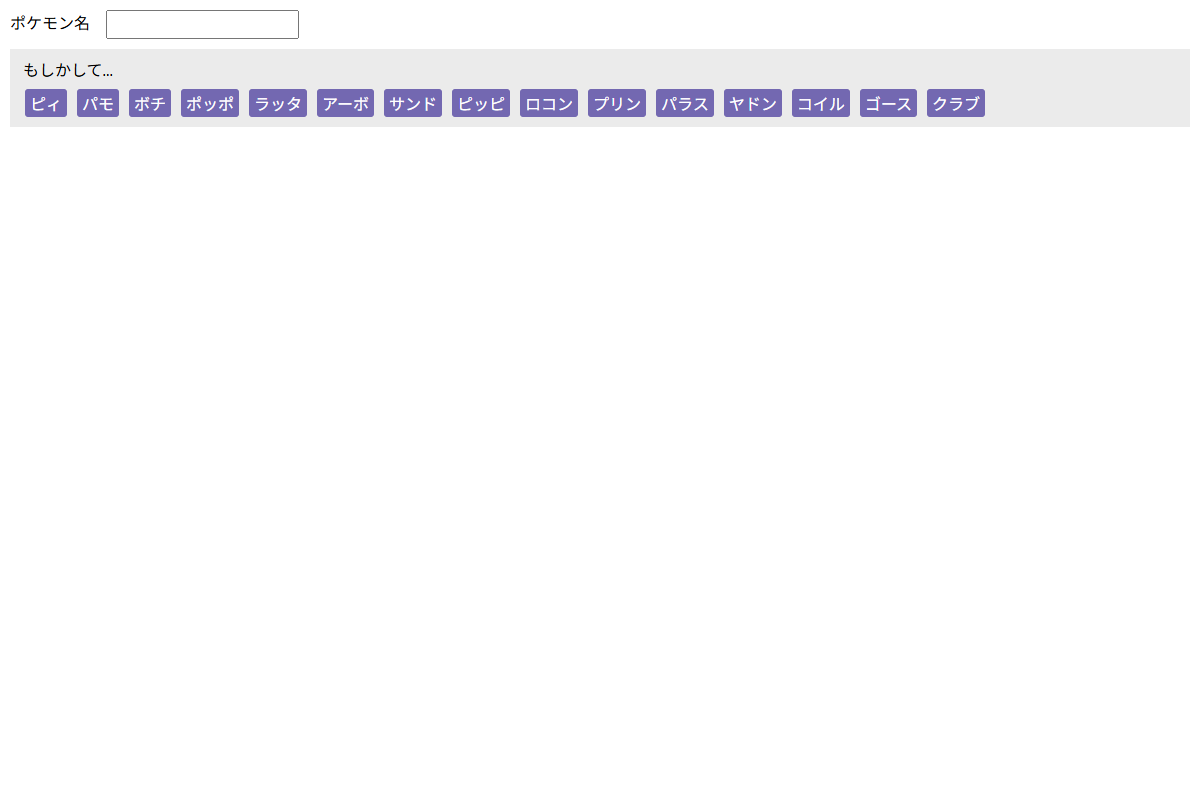 ポケモン名
もしかして...
ピィ パモ ボチ ポッポ ラッタ アーボ サンド ピッピ ロコン プリン パラス ヤドン コイル ゴース クラブ